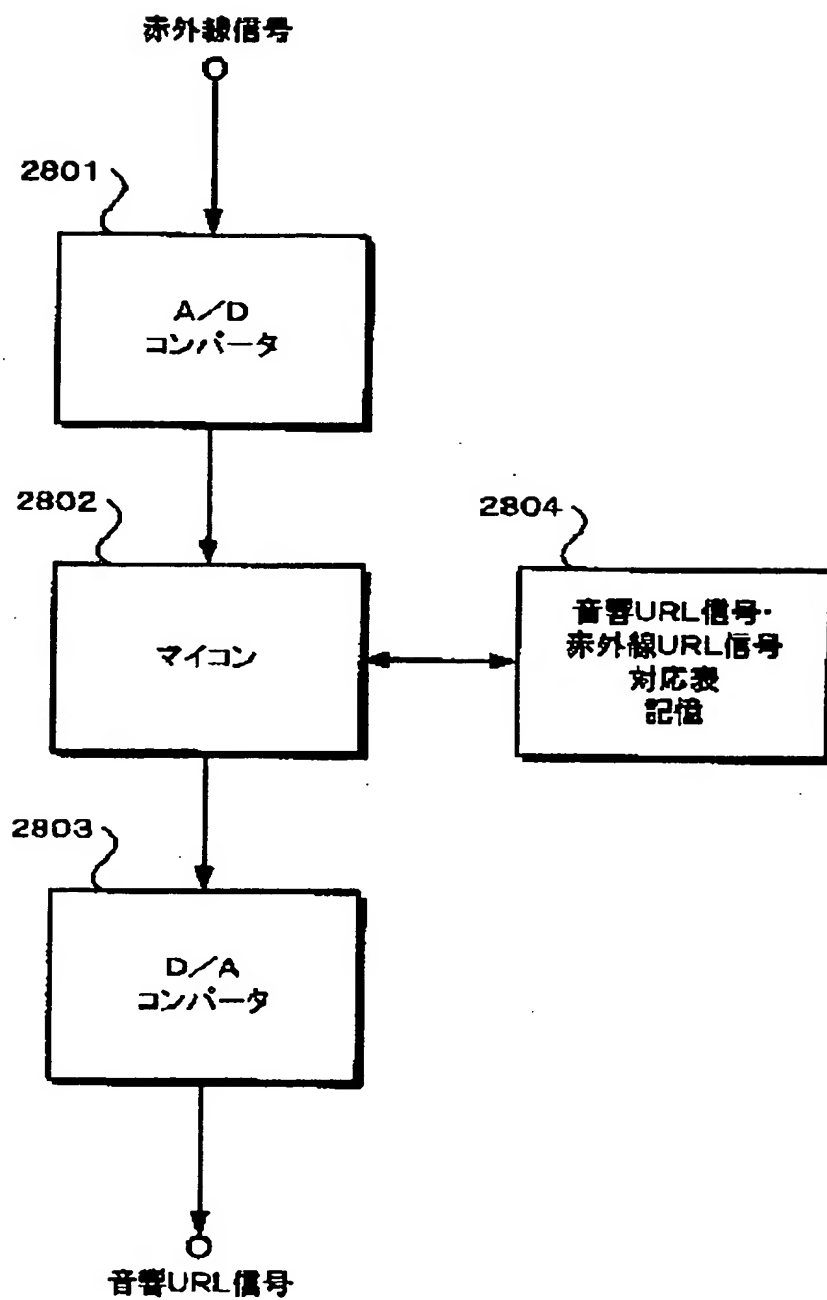 赤外線信号
2801
A/D
コンバータ
2802
マイコン
2804
音響URL信号・
赤外線URL信号
対応表
記憶
2803
D/A
コンバータ
音響URL信号